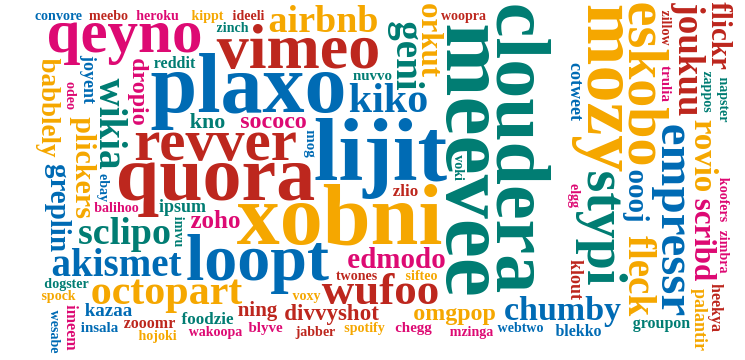 convore
meebo
heroku
kippt
ideeli
airbnb
zinch
orkut
woopra
cloudera
mozy
eskobo
zillow
joukuu
flickr
qeyno
vimeo
geni
meevee
reddit
plaxo
nuvvo
kiko
babblely
joyent
odeo
wikia
dropio
cotweet
trulia
zappos
napster
kno
sococo
lijit
revver
mog
plickers
quora
voki
empressr
rovio
greplin
ebay
balihoo
ipsum
zlio
xobni
elgg
stypi
oooj
scribd
koofers
zimbra
sclipo
imvu
zoho
loopt
edmodo
akismet
klout
fleck
dogster
spock
octopart
twones
sifteo
voxy
wufoo
palantir
heekya
wesabe
imeem
kazaa
insala
zooomr
hojoki
foodzie
wakoopa
ning
blyve
divvyshot
jabber
spotify
chegg
omgpop
mzinga
chumby
webtwo
blekko
groupon